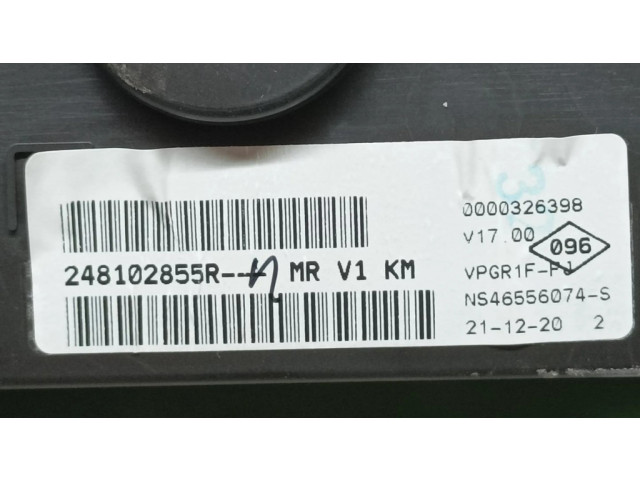 0000326398
V17.00
096
248102855R-- MR V1 KM
VPGR1F-FJ
NS46556074-S
21-12-20 2